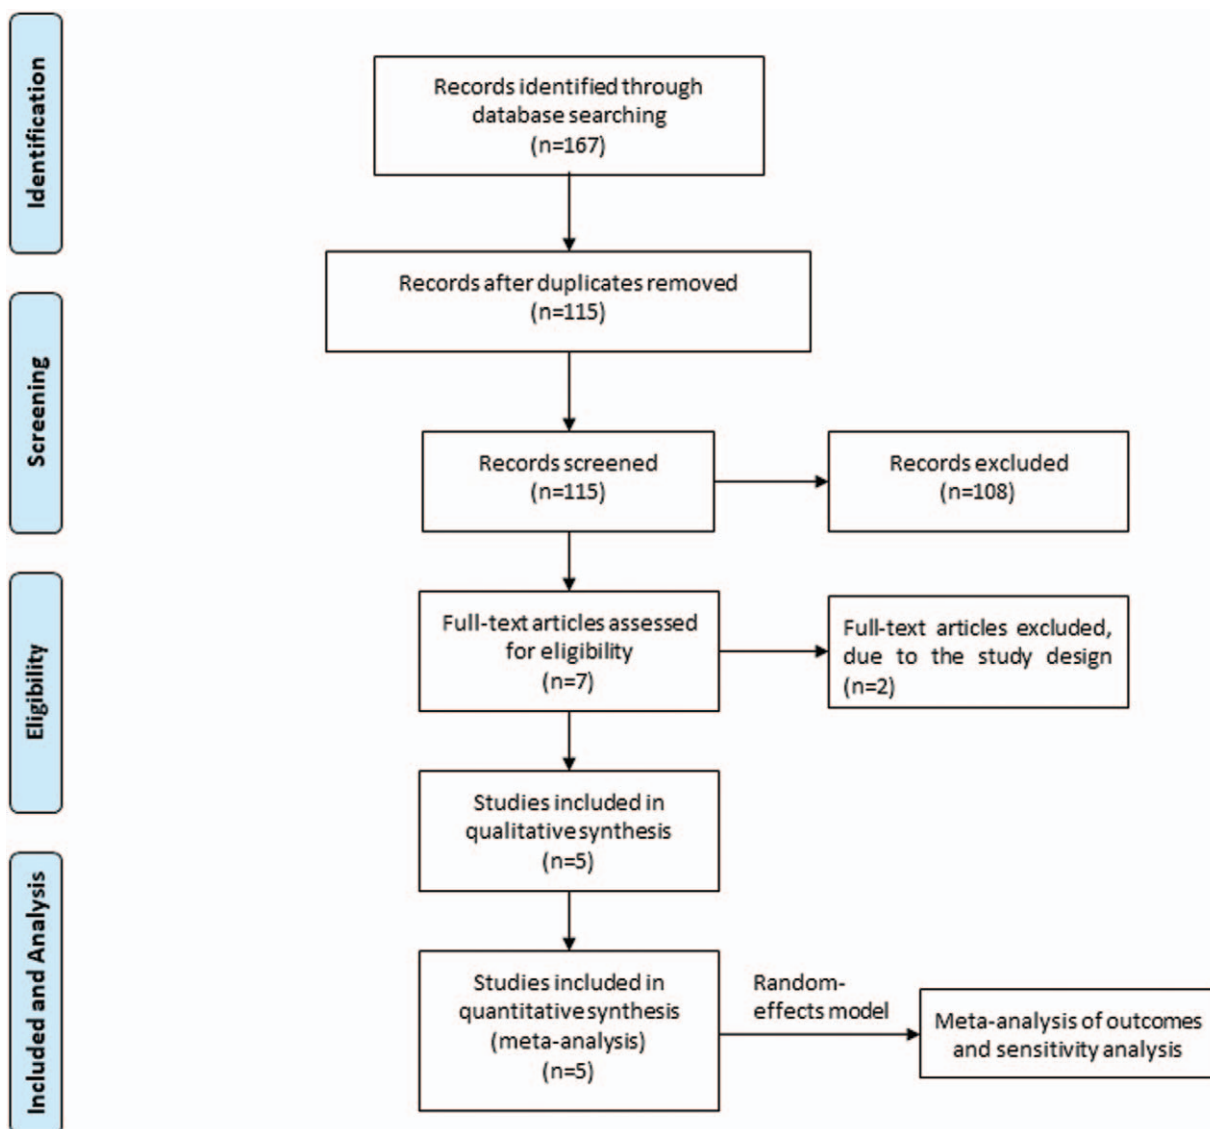 Identification
Records identified through
database searching
(n=167)
Records after duplicates removed
(n=115)
Screening
Records screened
(n=115)
Records excluded
(n=108)
Eligibility
Full-text articles assessed
for eligibility
(n=7)
Full-text articles excluded,
due to the study design
(n=2)
Studies included in
qualitative synthesis
(n=5)
Included and Analysis
Studies included in
quantitative synthesis
(meta-analysis)
(n=5)
Random-
effects model
Meta-analysis of outcomes
and sensitivity analysis